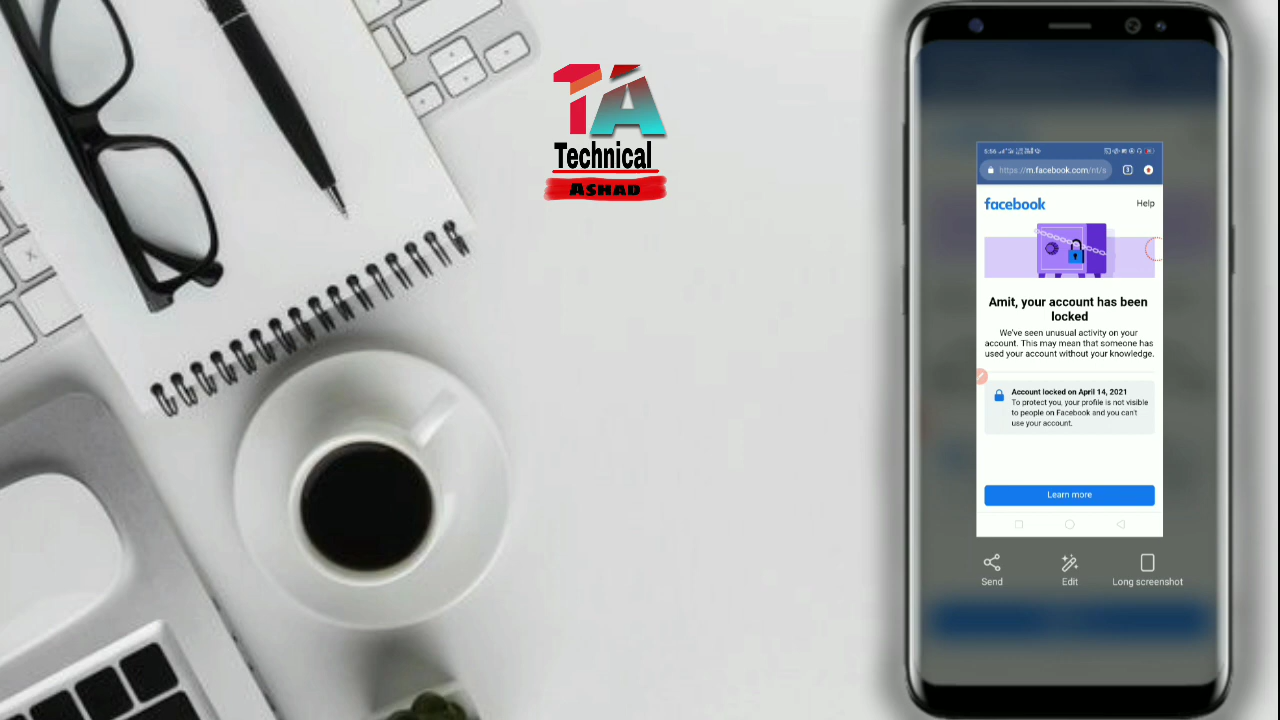 TA
Technical
ASHAD
https://m.facebook.com/nt/s
facebook
Help
Amit, your account has been
locked
We've seen unusual activity on your
account. This may mean that someone has
used your account without your knowledge.
Account locked on April 14, 2021
To protect you, your profile is not visible
to people on Facebook and you can't
use your account.
Learn more
Send
Edit
Long screenshot